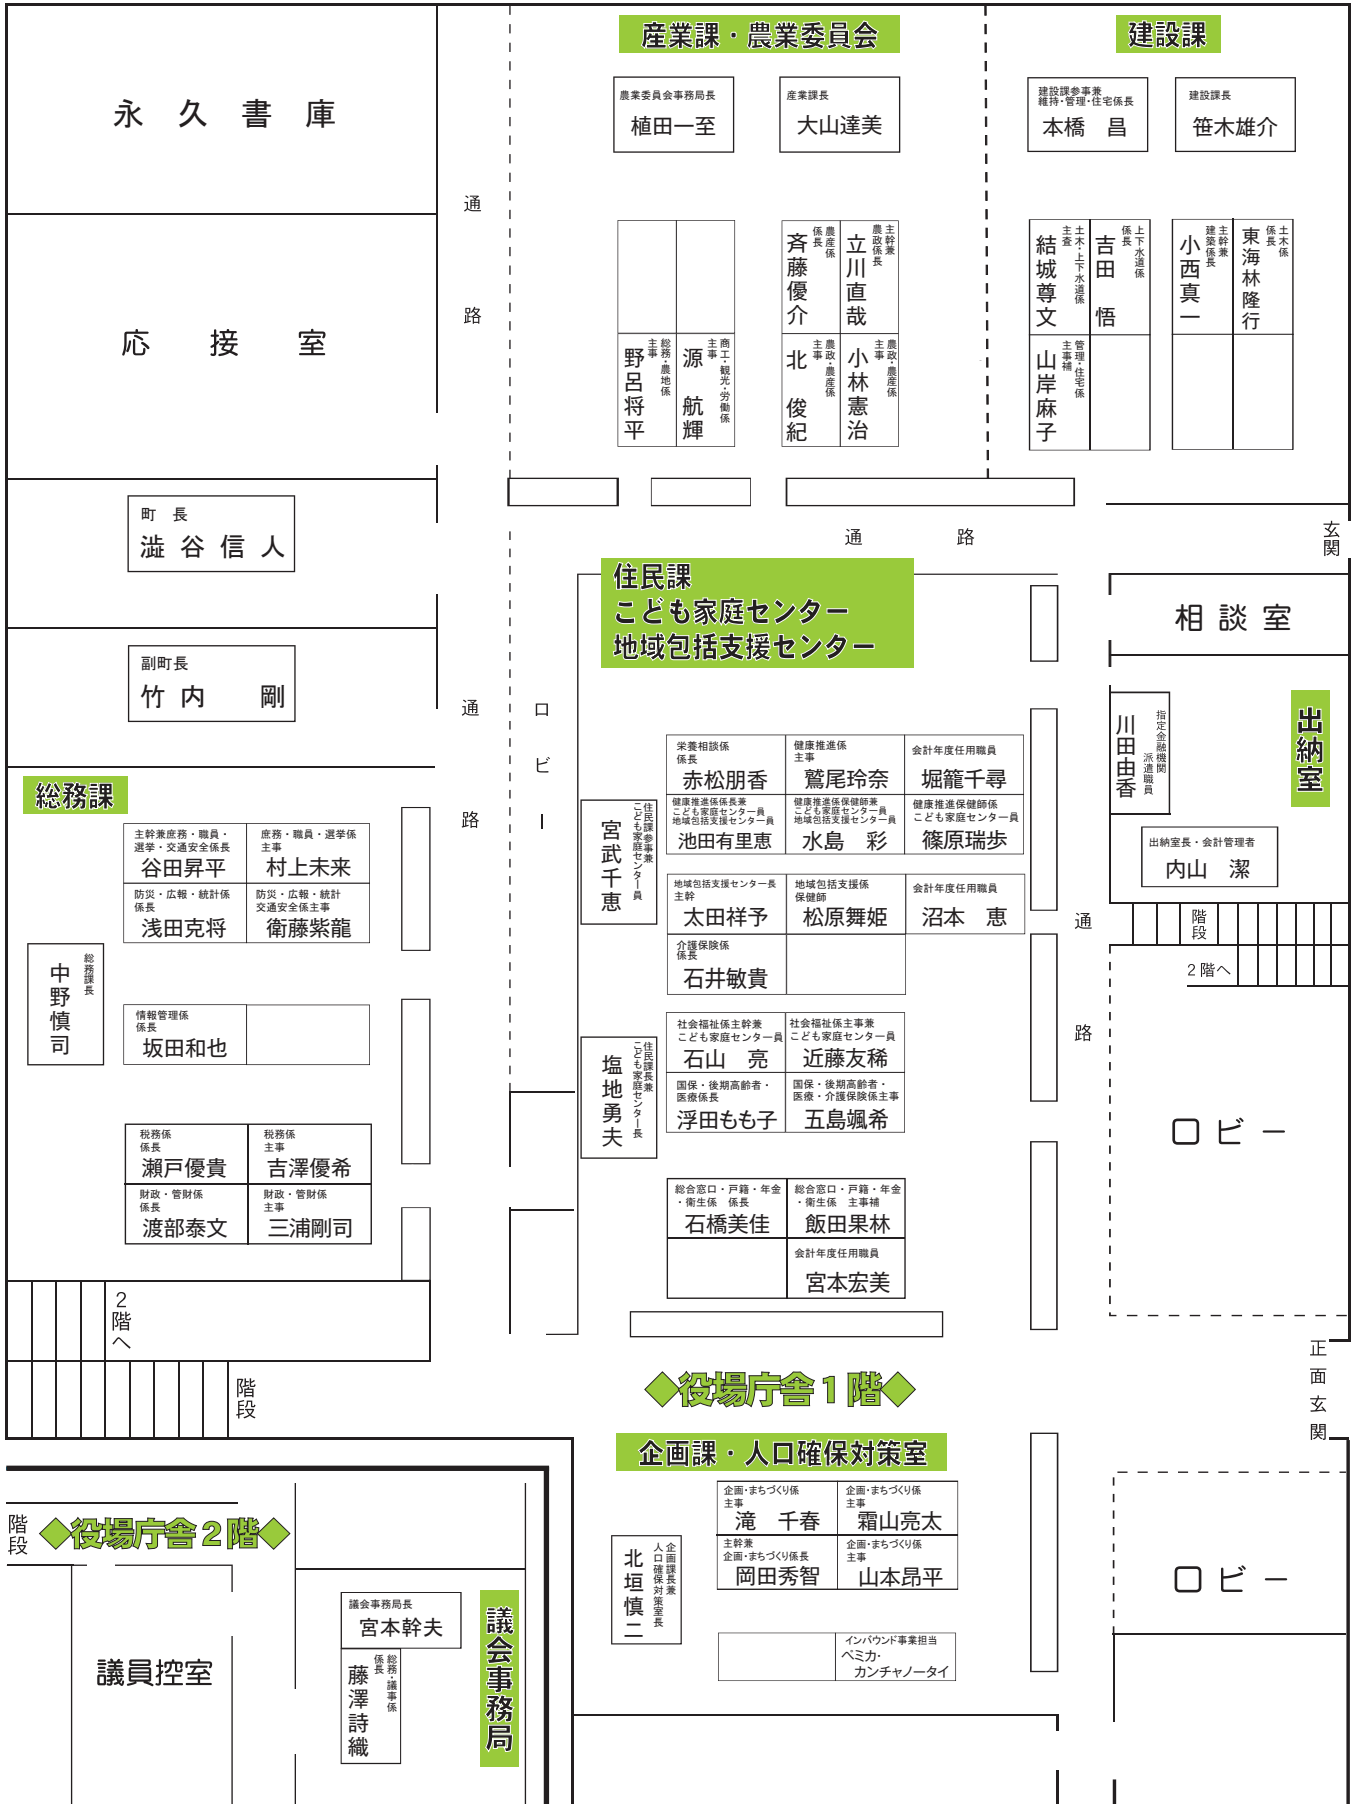 産業課・農業委員会
建設課
永久書庫
農業委員会事務局長
植田一至
産業課長
大山達美
建設課参事兼
維持・管理・住宅係長
本橋　昌
建設課長
笹木雄介
通路
農産係
係長
斉藤優介
主幹兼
農政係長
立川直哉
総務・農地係
主事
野呂将平
商工・観光・労働係
主事
源　航輝
農政・農産係
主事
北　俊紀
農政・農産係
主事
小林憲治
土木・上下水道係
主査
結城尊文
上下水道係
係長
吉田　悟
主幹兼
建築係長
小西真一
土木係
係長
東海林隆行
管理・住宅係
主事補
山岸麻子
応接室
町　長
澁谷信人
副町長
竹内　剛
通路
玄関
住民課
こども家庭センター
地域包括支援センター
相談室
通路
ロビー
指定金融機関
派遣職員
川田由香
出納室
出納室長・会計管理者
内山　潔
階段
2階へ
総務課
主幹兼庶務・職員・
選挙・交通安全係長
谷田昇平
庶務・職員・選挙係
主事
村上未来
防災・広報・統計係
係長
浅田克将
防災・広報・統計
交通安全係主事
衛藤紫龍
総務課長
中野慎司
情報管理係
係長
坂田和也
税務係
係長
瀬戸優貴
税務係
主事
吉澤優希
財政・管財係
係長
渡部泰文
財政・管財係
主事
三浦剛司
住民課参事兼
こども家庭センター員
宮武千恵
栄養相談係
係長
赤松朋香
健康推進係
主事
鷲尾玲奈
会計年度任用職員
堀籠千尋
健康推進係係長兼
こども家庭センター員
地域包括支援センター員
池田有里恵
健康推進係保健師兼
こども家庭センター員
地域包括支援センター員
水島　彩
健康推進保健師係
こども家庭センター員
篠原瑞歩
地域包括支援センター長
主幹
太田祥予
地域包括支援係
保健師
松原舞姫
会計年度任用職員
沼本　恵
介護保険係
係長
石井敏貴
住民課長兼
こども家庭センター長
塩地勇夫
社会福祉係主幹兼
こども家庭センター員
石山　亮
社会福祉係主事兼
こども家庭センター員
近藤友稀
国保・後期高齢者・
医療係長
浮田もも子
国保・後期高齢者・
医療・介護保険係主事
五島颯希
総合窓口・戸籍・年金
・衛生係　係長
石橋美佳
総合窓口・戸籍・年金
・衛生係　主事補
飯田果林
会計年度任用職員
宮本宏美
通路
ロビー
2階へ
階段
◆役場庁舎1階◆
正面玄関
企画課・人口確保対策室
企画課長兼
人口確保対策室長
北垣慎二
企画・まちづくり係
主事
滝　千春
企画・まちづくり係
主事
霜山亮太
主幹兼
企画・まちづくり係長
岡田秀智
企画・まちづくり係
主事
山本昂平
インバウンド事業担当
ペミカ・
カンチャノータイ
ロビー
階段
◆役場庁舎2階◆
議員控室
議会事務局長
宮本幹夫
総務・議事係
係長
藤澤詩織
議会事務局